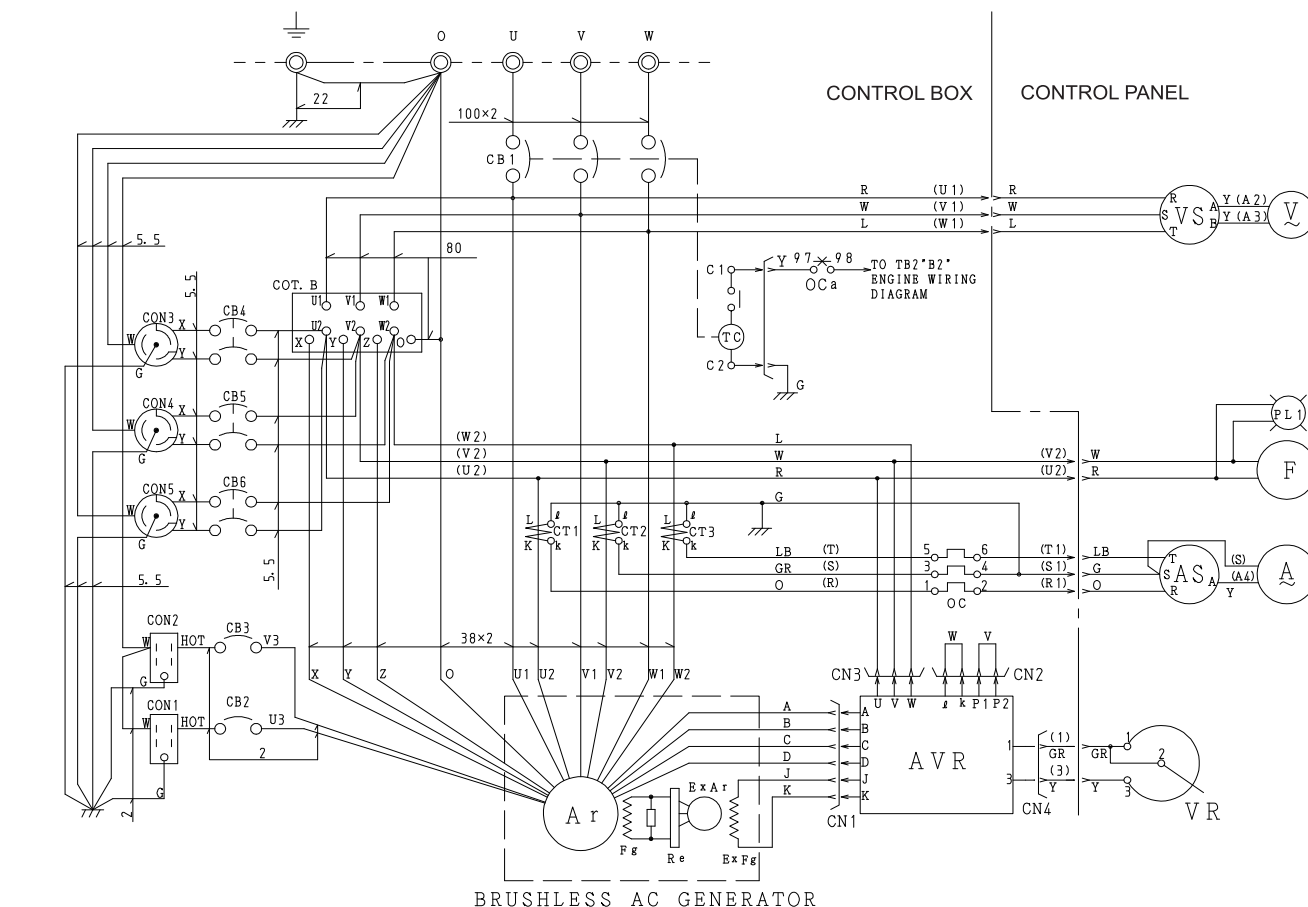 O U V W
22
100×2
CONTROL BOX CONTROL PANEL
CB1
R (U1) R
W (V1) W
L (W1) L
R S T VS A B
Y (A2)
Y (A3)
V
5.5
80
5.5
COT. B
U1 V1 W1
U2 V2 W2
X Y Z O
C1 Y 97 98
OCa
TO TB2"B2"
ENGINE WIRING
DIAGRAM
TC
C2
G
CON3 X CB4
W Y
G
CON4 X CB5
W Y
G
CON5 X CB6
W Y
G
5.5
5.5
PL1
(W2) L
(V2) W (V2) W
(U2) R (U2) R
F
G
L ℓ CT1 K k
L ℓ CT2 K k
L ℓ CT3 K k
LB (T) 5 6 (T1) LB
GR (S) 3 4 (S1) G
O (R) 1 2 (R1) O
OC
T S R AS A
(S)
(A4)
Y
A
CON2 HOT CB3 V3
W
G
CON1 HOT CB2 U3
W
G
2
2
38×2
X Y Z O U1 U2 V1 V2 W1 W2
W V
CN3 CN2
U V W ℓ k P1 P2
A A
B B
C C
D D
J J
K K
CN1
AVR
1 (1) GR GR 1
3 (3) Y Y 3
2
CN4
VR
Ar
Fg
Re
ExAr
ExFg
BRUSHLESS AC GENERATOR